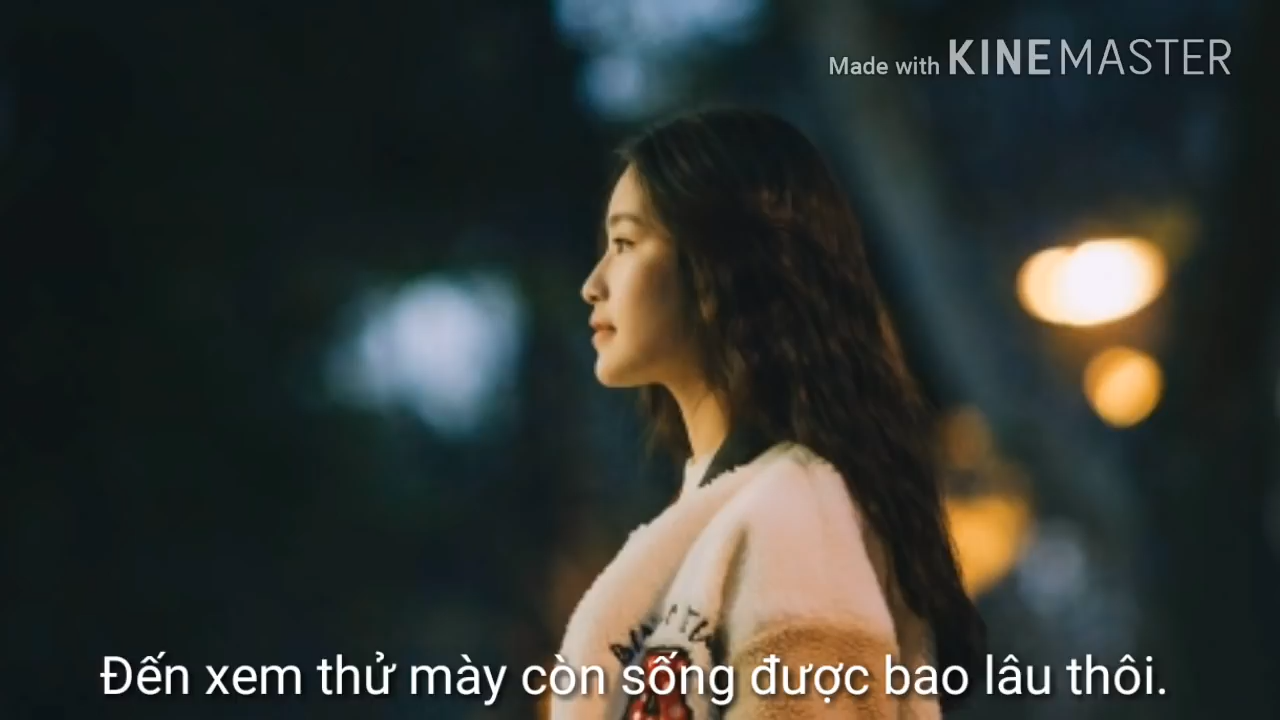 Made with KINEMASTER
Đến xem thử mày còn sống được bao lâu thôi.